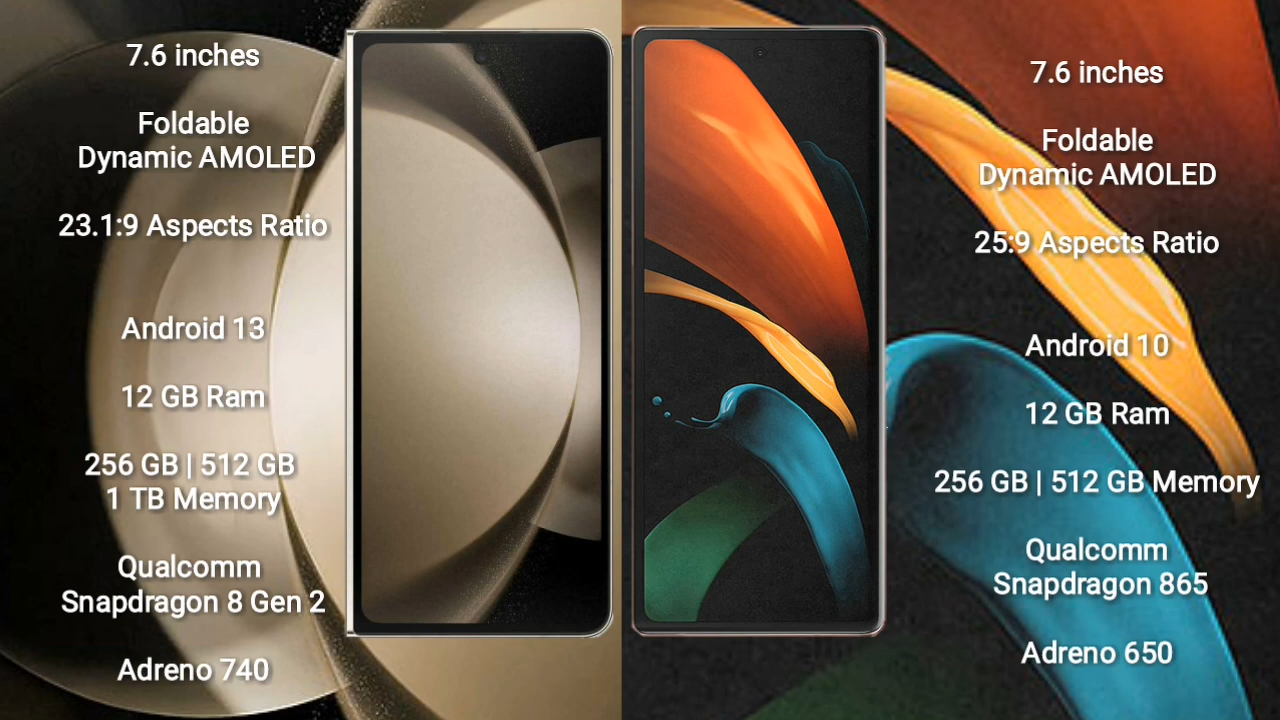 7.6 inches
Foldable
Dynamic AMOLED
23.1:9 Aspects Ratio
Android 13
12 GB Ram
256 GB | 512 GB
1 TB Memory
Qualcomm
Snapdragon 8 Gen 2
Adreno 740
7.6 inches
Foldable
Dynamic AMOLED
25:9 Aspects Ratio
Android 10
12 GB Ram
256 GB | 512 GB Memory
Qualcomm
Snapdragon 865
Adreno 650